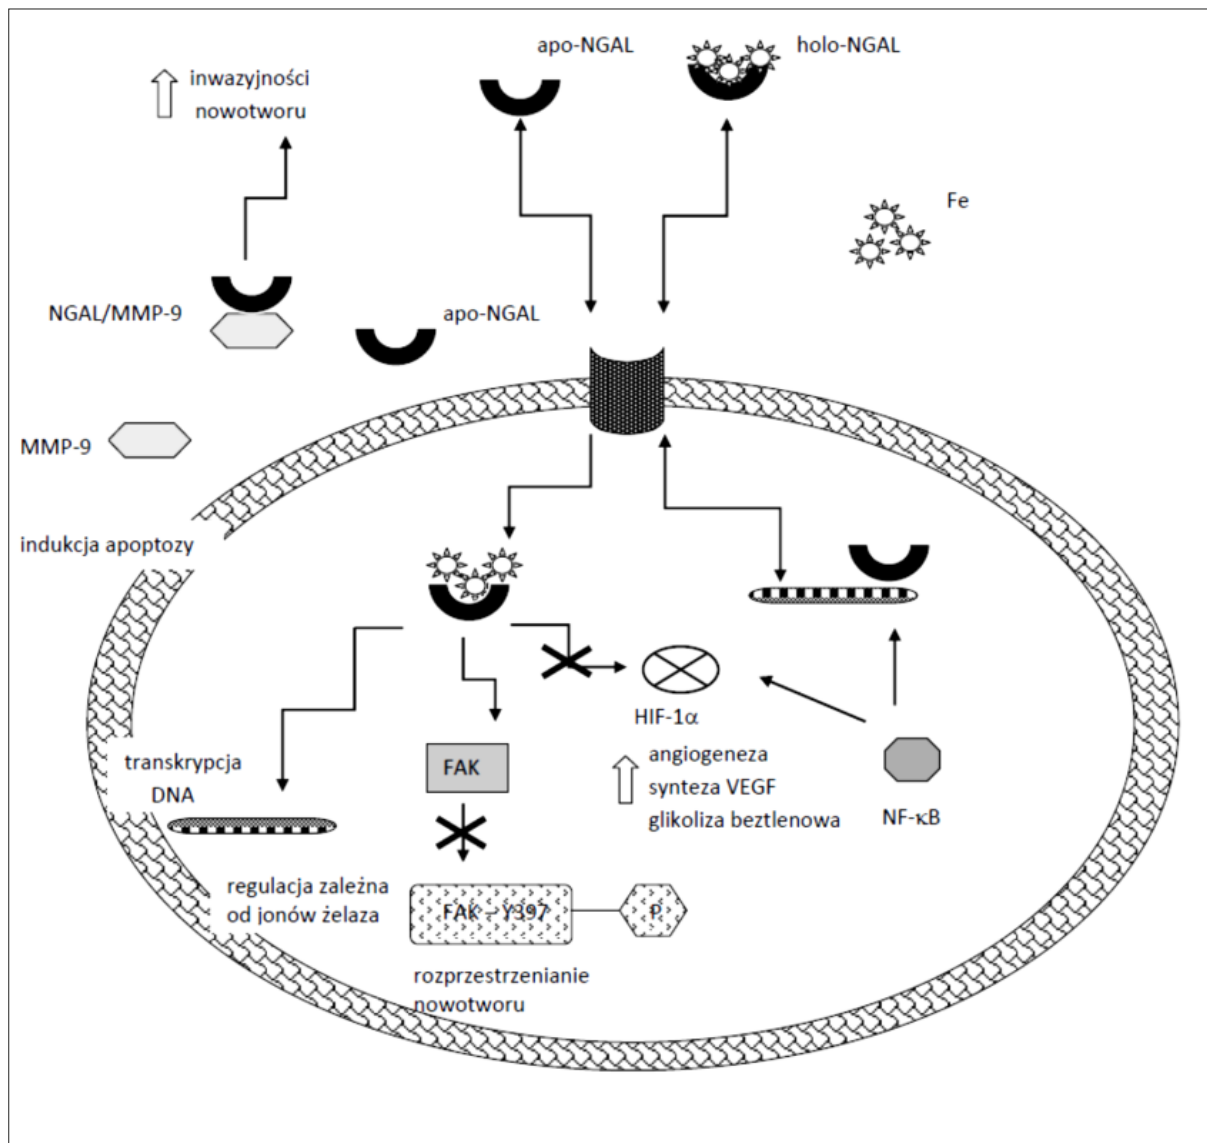 apo-NGAL
holo-NGAL
inwazyjności
nowotworu
Fe
NGAL/MMP-9
apo-NGAL
MMP-9
indukcja apoptozy
HIF-1α
transkrypcja
DNA
FAK
angiogeneza
synteza VEGF
glikoliza beztlenowa
NF-κB
regulacja zależna
od jonów żelaza
FAK – Y397
P
rozprzestrzenianie
nowotworu